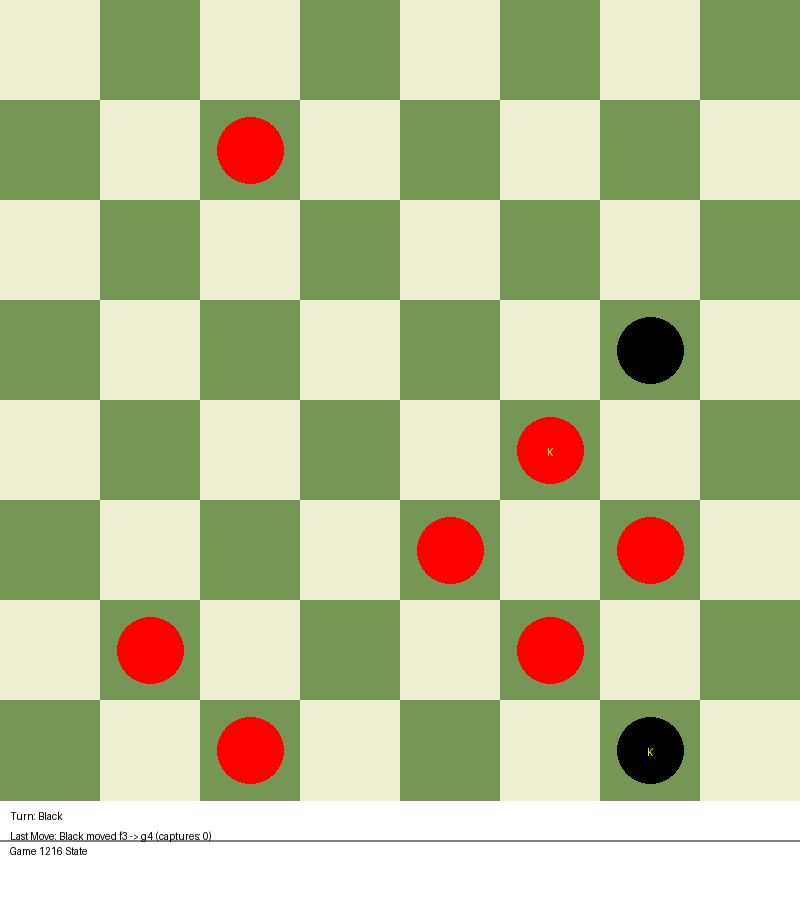 K
K
Turn: Black
Last Move: Black moved f3 -> g4 (captures: 0)
Game 1216 State